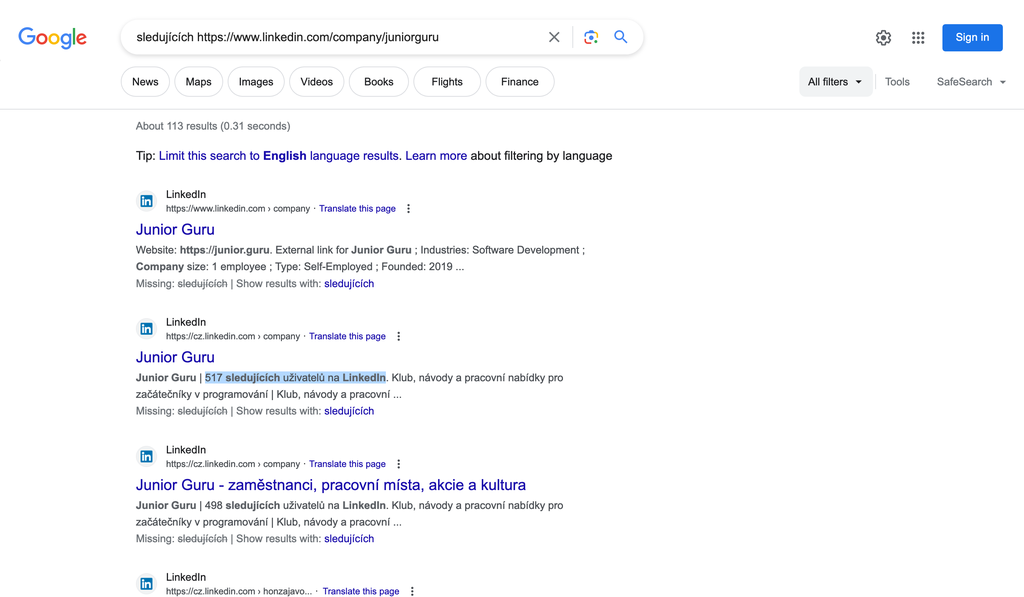 Google
sledujících https://www.linkedin.com/company/juniorguru
Sign in
News
Maps
Images
Videos
Books
Flights
Finance
All filters
Tools
SafeSearch
About 113 results (0.31 seconds)
Tip: Limit this search to English language results. Learn more about filtering by language
LinkedIn
https://www.linkedin.com › company · Translate this page
Junior Guru
Website: https://junior.guru. External link for Junior Guru ; Industries: Software Development ;
Company size: 1 employee ; Type: Self-Employed ; Founded: 2019 ...
Missing: sledujících | Show results with: sledujících
LinkedIn
https://cz.linkedin.com › company · Translate this page
Junior Guru
Junior Guru | 517 sledujících uživatelů na LinkedIn. Klub, návody a pracovní nabídky pro
začátečníky v programování | Klub, návody a pracovní ...
Missing: sledujících | Show results with: sledujících
LinkedIn
https://cz.linkedin.com › company · Translate this page
Junior Guru - zaměstnanci, pracovní místa, akcie a kultura
Junior Guru | 498 sledujících uživatelů na LinkedIn. Klub, návody a pracovní nabídky pro
začátečníky v programování | Klub, návody a pracovní ...
Missing: sledujících | Show results with: sledujících
LinkedIn
https://cz.linkedin.com › honzajavo... · Translate this page